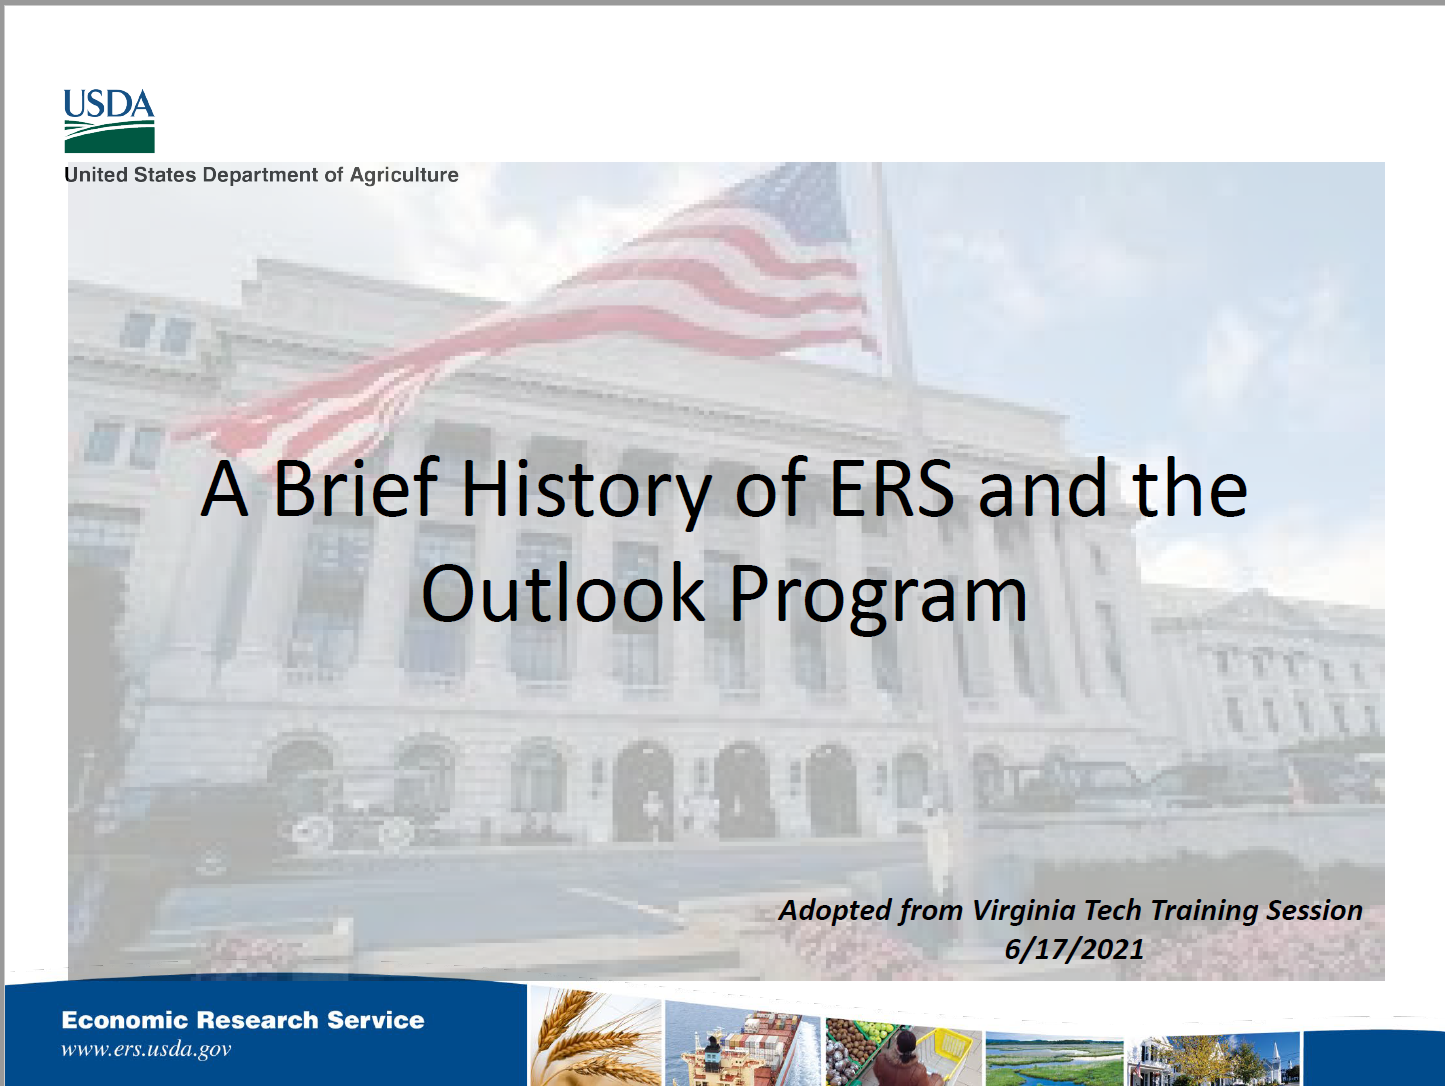 USDA
United States Department of Agriculture
A Brief History of ERS and the
Outlook Program
Adopted from Virginia Tech Training Session
6/17/2021
Economic Research Service
www.ers.usda.gov